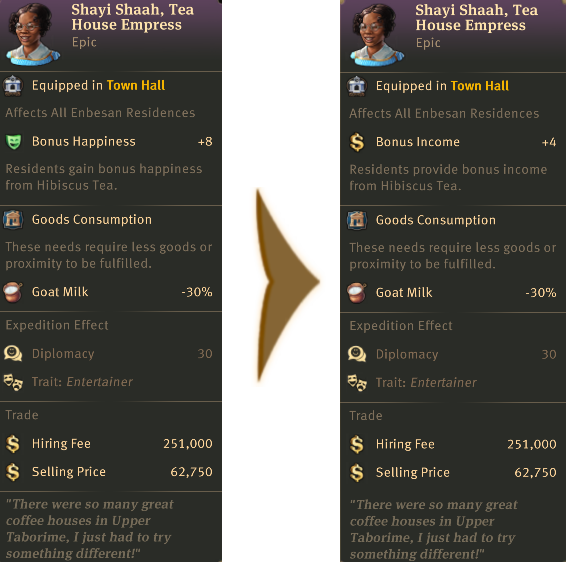 Shayi Shaah, Tea
House Empress
Epic
Equipped in Town Hall
Affects All Enbesan Residences
Bonus Happiness +8
Residents gain bonus happiness
from Hibiscus Tea.
Goods Consumption
These needs require less goods or
proximity to be fulfilled.
Goat Milk -30%
Expedition Effect
Diplomacy 30
Trait: Entertainer
Trade
Hiring Fee 251,000
Selling Price 62,750
"There were so many great
coffee houses in Upper
Taborime, I just had to try
something different!"
Shayi Shaah, Tea
House Empress
Epic
Equipped in Town Hall
Affects All Enbesan Residences
Bonus Income +4
Residents provide bonus income
from Hibiscus Tea.
Goods Consumption
These needs require less goods or
proximity to be fulfilled.
Goat Milk -30%
Expedition Effect
Diplomacy 30
Trait: Entertainer
Trade
Hiring Fee 251,000
Selling Price 62,750
"There were so many great
coffee houses in Upper
Taborime, I just had to try
something different!"